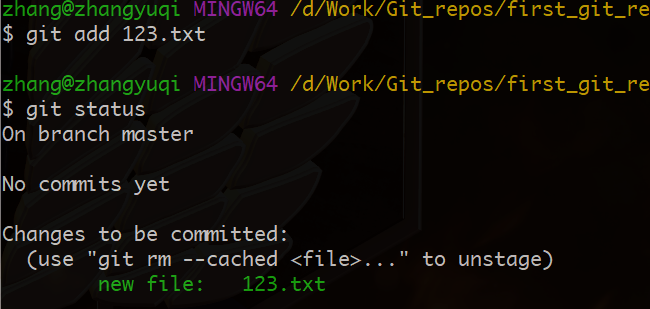 zhang@zhangyuqi MINGW64 /d/Work/Git_repos/first_git_re
$ git add 123.txt
zhang@zhangyuqi MINGW64 /d/Work/Git_repos/first_git_re
$ git status
On branch master
No commits yet
Changes to be committed:
(use "git rm --cached <file>..." to unstage)
new file: 123.txt